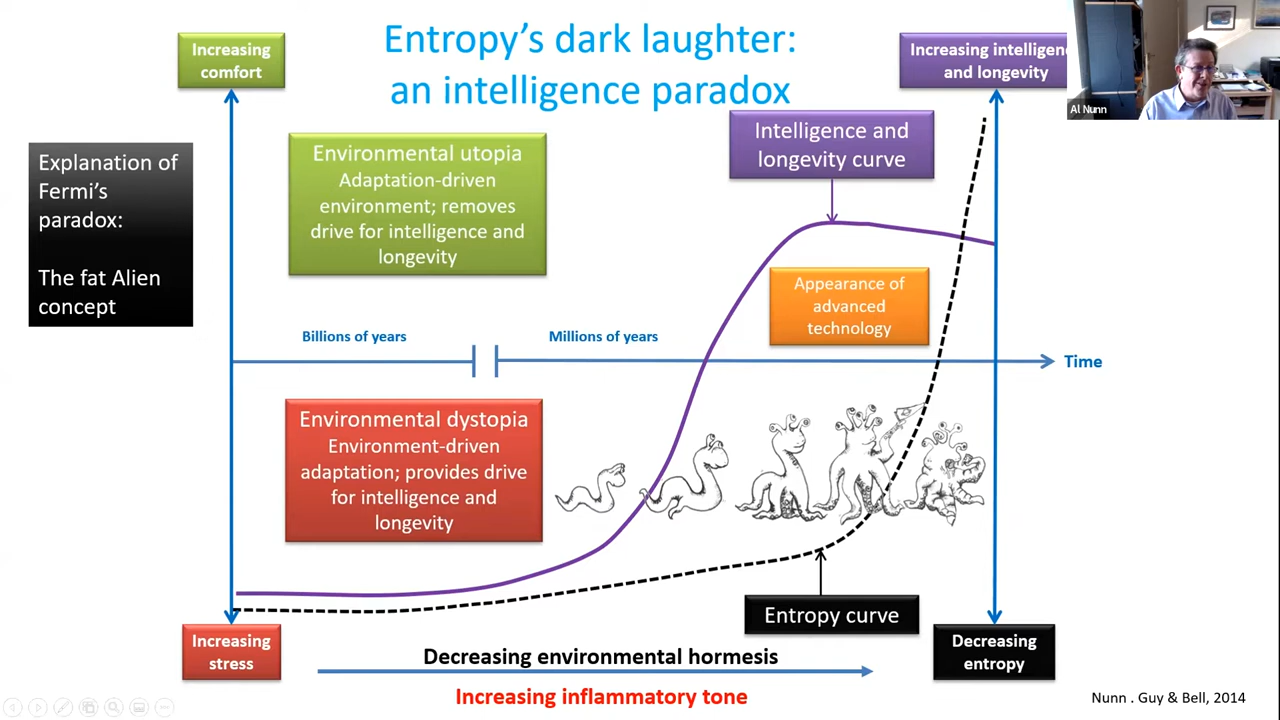 Entropy’s dark laughter:
an intelligence paradox
Increasing
comfort
Increasing
and longevity
Al Nunn
Explanation of
Fermi’s
paradox:
The fat Alien
concept
Environmental utopia
Adaptation-driven
environment; removes
drive for intelligence and
longevity
Intelligence and
longevity curve
Appearance of
advanced
technology
Billions of years
Millions of years
Time
Environmental dystopia
Environment-driven
adaptation; provides drive
for intelligence and
longevity
Entropy curve
Increasing
stress
Decreasing
entropy
Decreasing environmental hormesis
Increasing inflammatory tone
Nunn . Guy & Bell, 2014